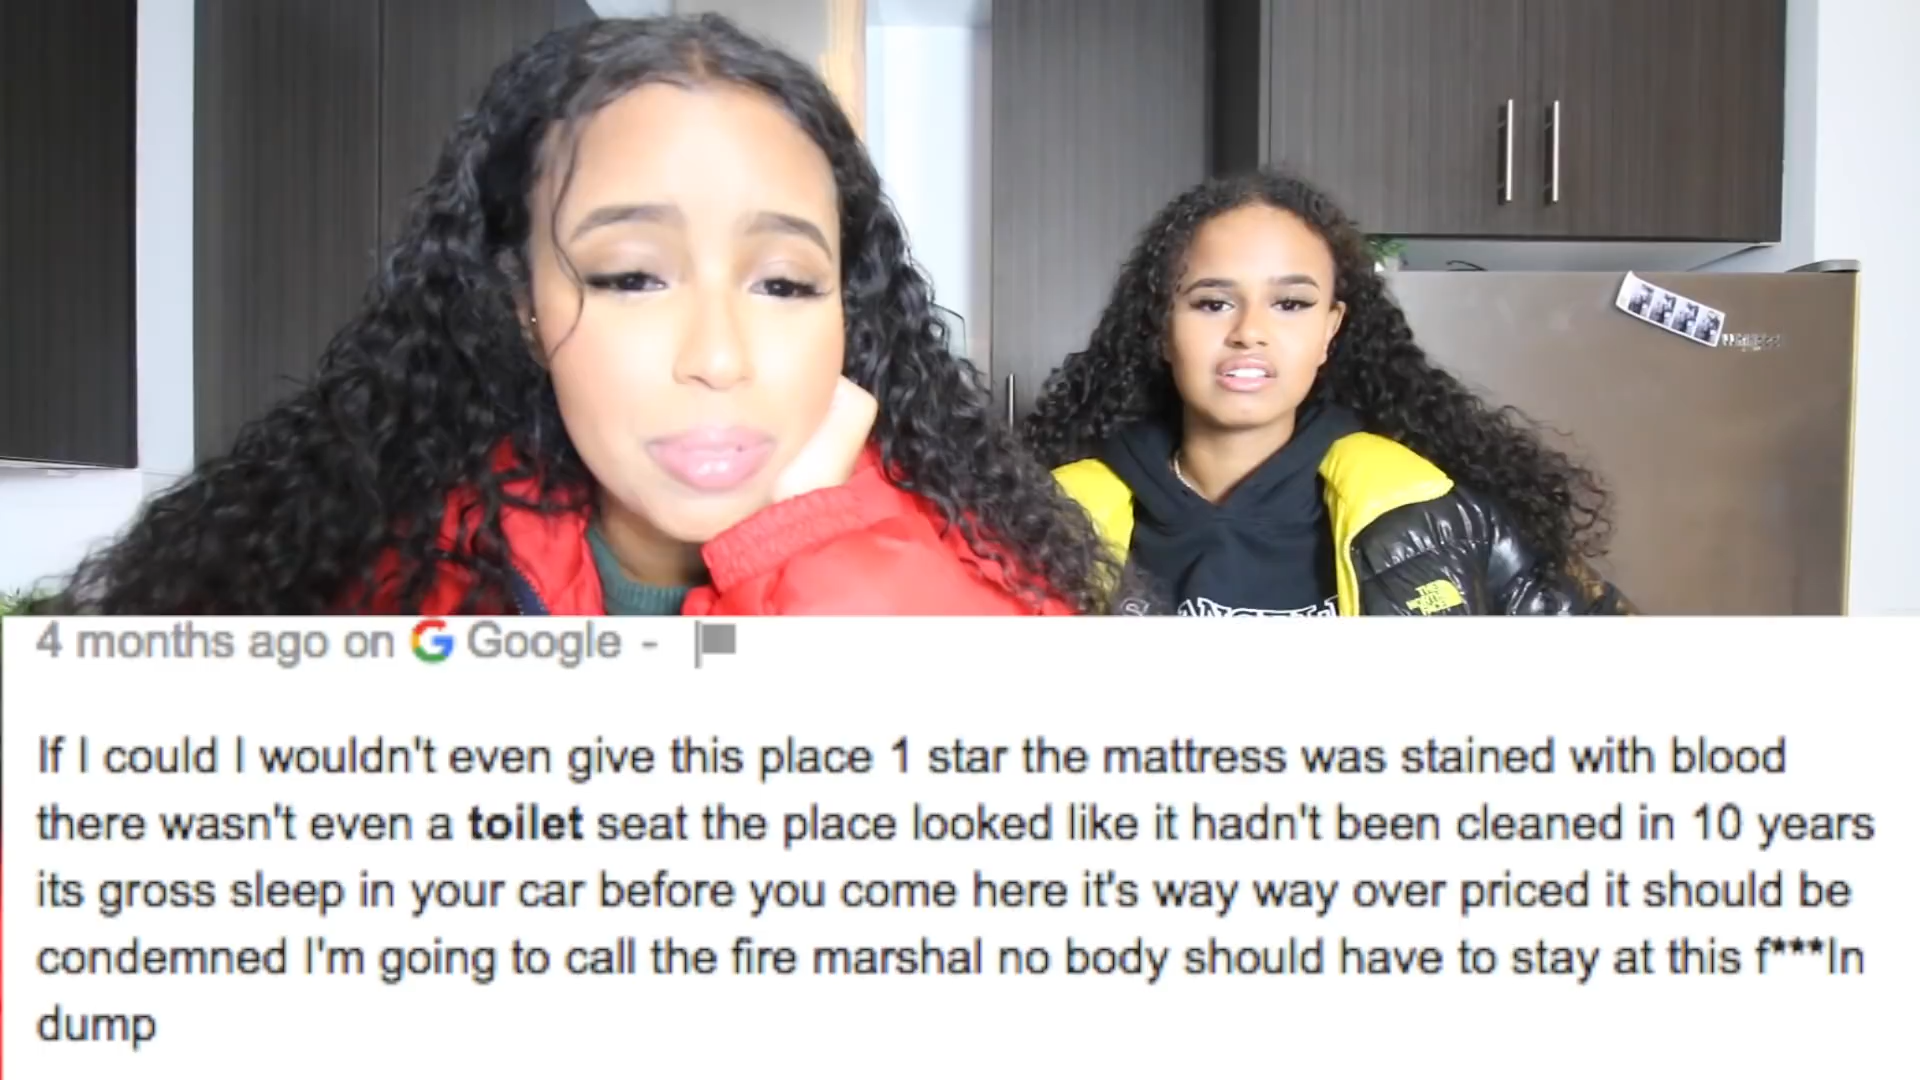 THE
NORTH
FACE
4 months ago on Google -
If I could I wouldn't even give this place 1 star the mattress was stained with blood
there wasn't even a toilet seat the place looked like it hadn't been cleaned in 10 years
its gross sleep in your car before you come here it's way way over priced it should be
condemned I'm going to call the fire marshal no body should have to stay at this f***In
dump